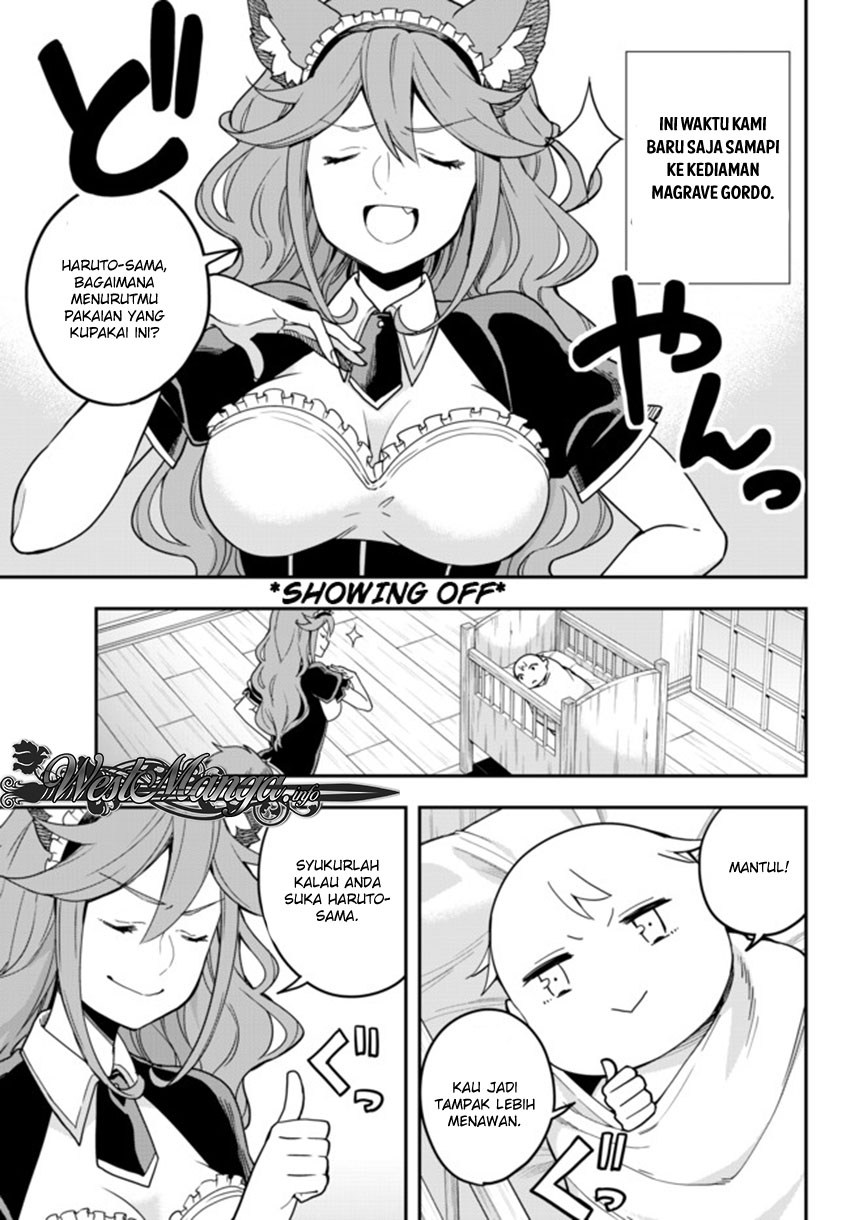 INI WAKTU KAMI
BARU SAJA SAMAPI
KE KEDIAMAN
MAGRAVE GORDO.
どやんっ
HARUTO-SAMA,
BAGAIMANA
MENURUTMU
PAKAIAN YANG
KUPAKAI INI?
*SHOWING OFF*
WestManga.info
MANTUL!
KAU JADI
TAMPAK LEBIH
MENAWAN.
ぐっ
SYUKURLAH
KALAU ANDA
SUKA HARUTO-
SAMA.
ぐっ